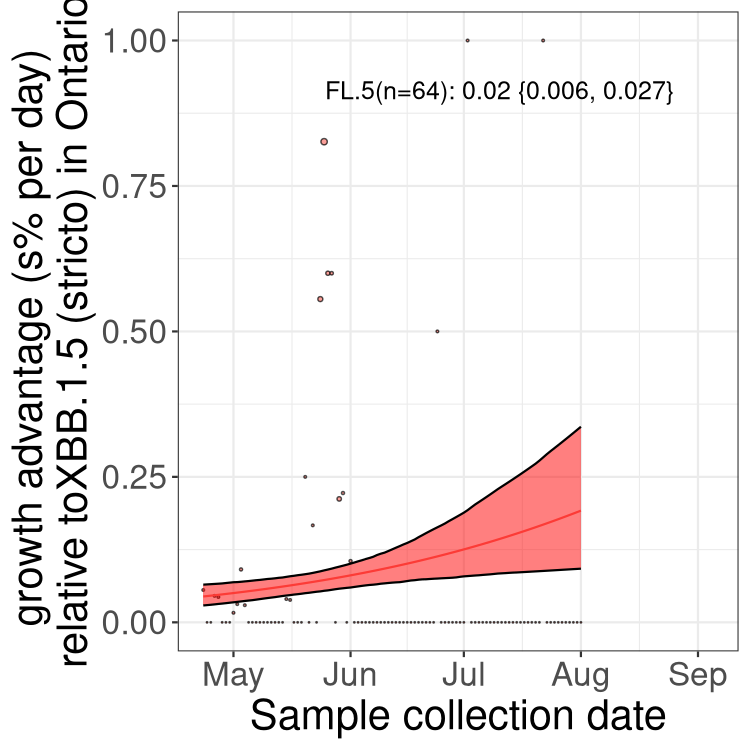 growth advantage (s% per day)
relative toXBB.1.5 (stricto) in Ontario
1.00
FL.5(n=64): 0.02 {0.006, 0.027}
0.75
0.50
0.25
0.00
May Jun Jul Aug Sep
Sample collection date